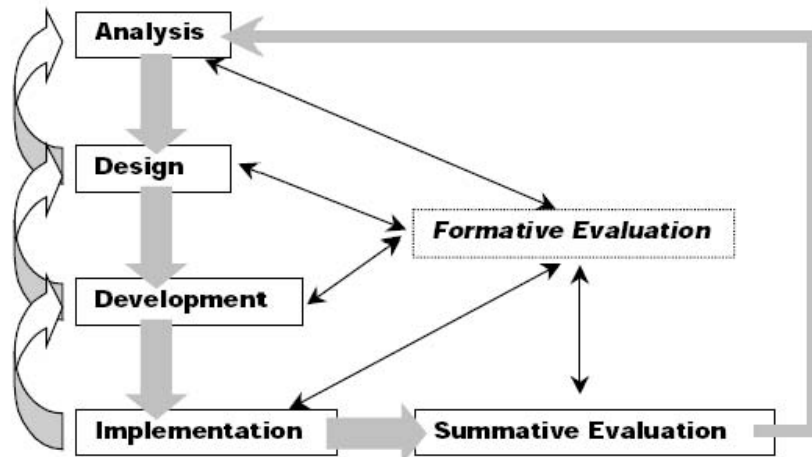 Analysis
Design
Formative Evaluation
Development
Implementation
Summative Evaluation